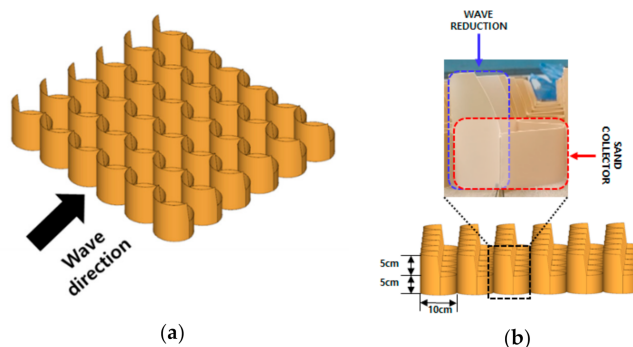 Wave
direction
(a)
WAVE
REDUCTION
SAND
COLLECTOR
5cm
5cm
10cm
(b)